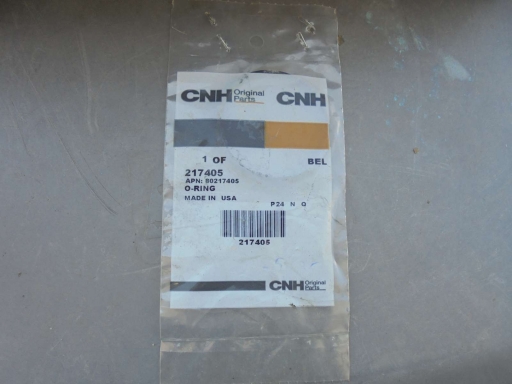 CNH Original Parts CNH
1 OF BEL
217405
APN: 80217405
O-RING
MADE IN USA
P24 N O
217405
CNH Original Parts